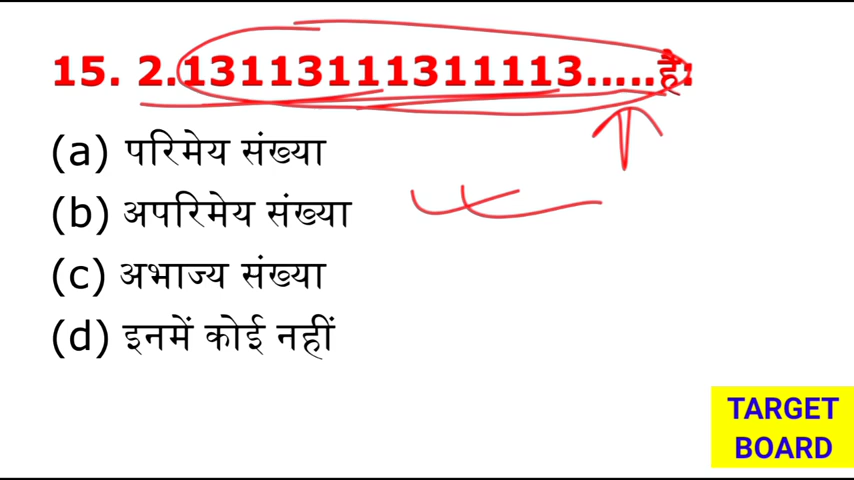 15. 2.13113111311113.....है:
(a) परिमेय संख्या
(b) अपरिमेय संख्या
(c) अभाज्य संख्या
(d) इनमें कोई नहीं
TARGET
BOARD